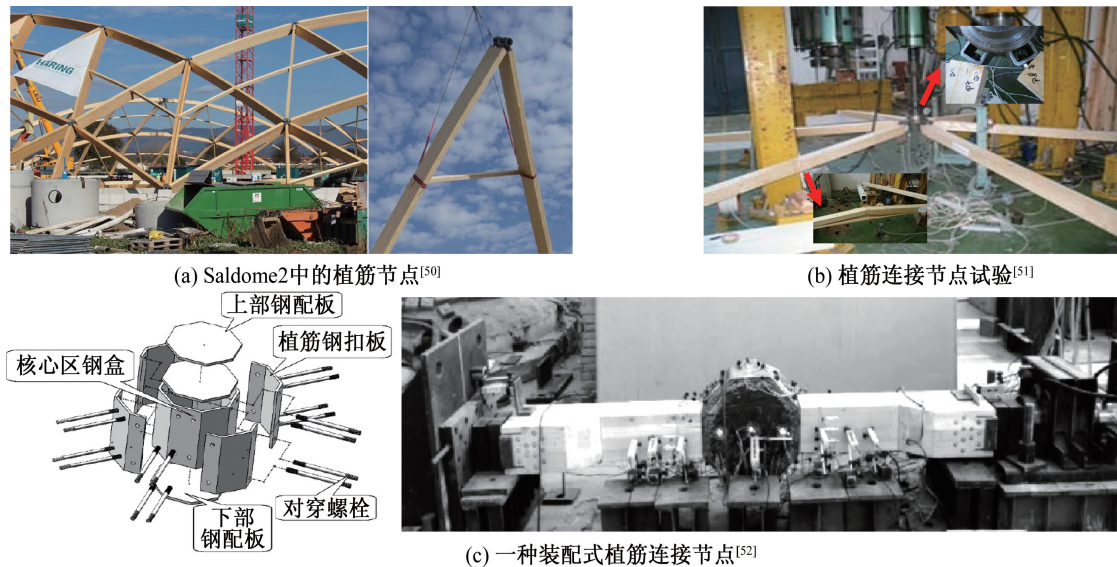 HARING
(a) Saldome2中的植筋节点[50]
(b) 植筋连接节点试验[51]
上部钢配板
植筋钢扣板
核心区钢盒
对穿螺栓
下部
钢配板
(c) 一种装配式植筋连接节点[52]